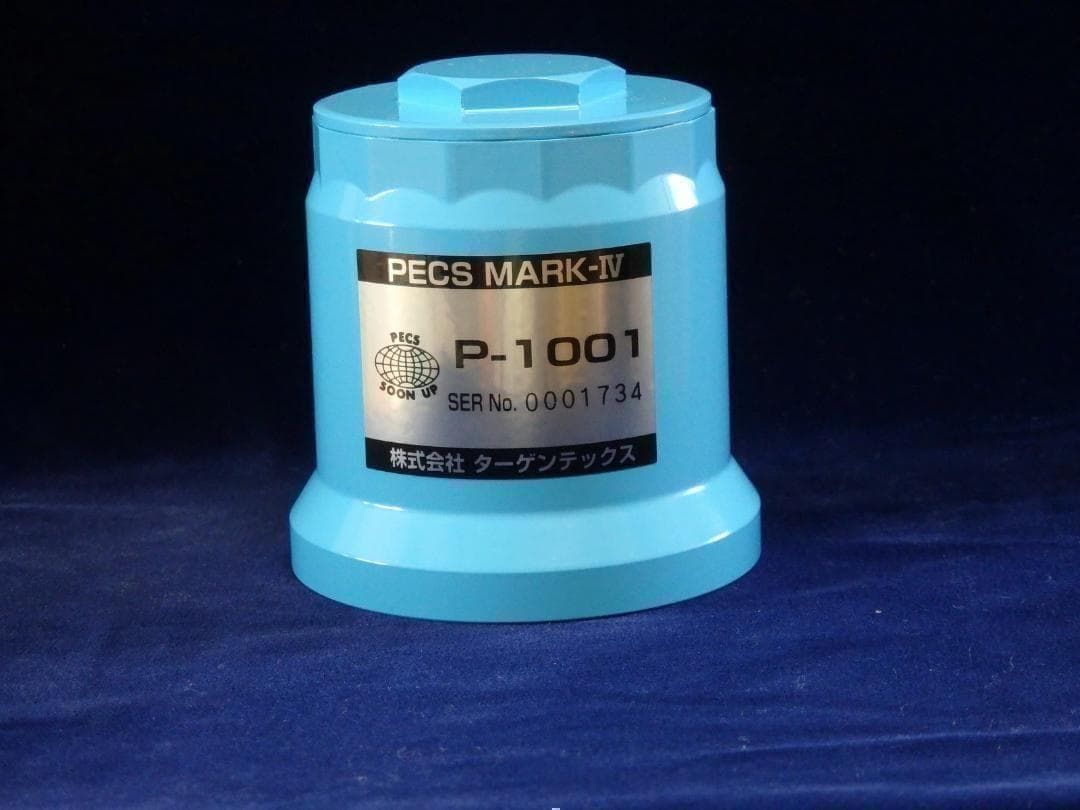 PECS MARK-Ⅳ
PECS
SOON UP
P-1001
SER No. 0001734
株式会社 ターゲンテックス